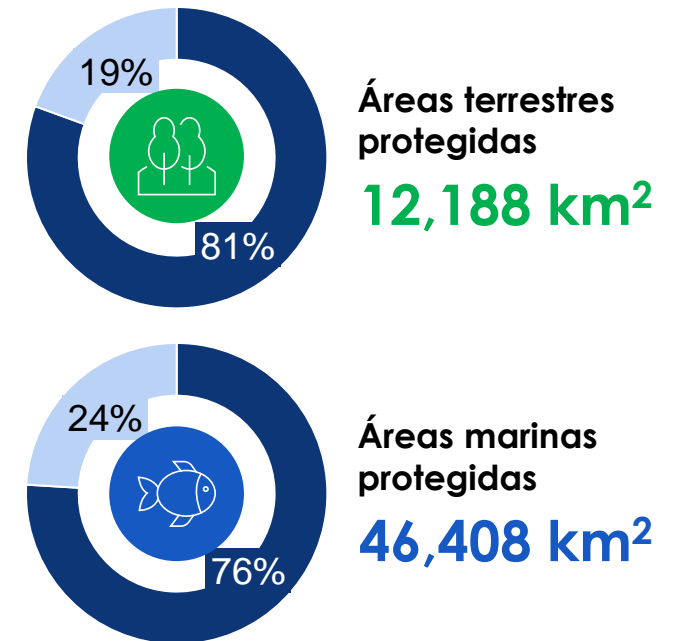 19%
81%
Áreas terrestres
protegidas
12,188 km²
24%
76%
Áreas marinas
protegidas
46,408 km²